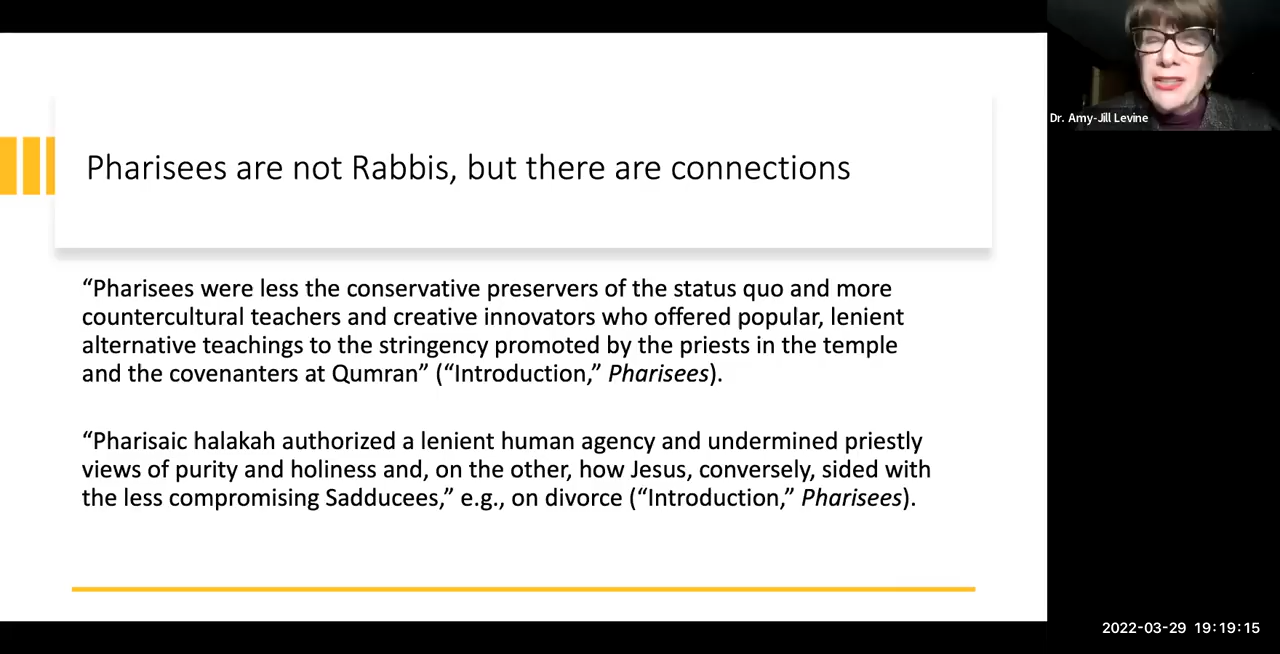 Pharisees are not Rabbis, but there are connections
“Pharisees were less the conservative preservers of the status quo and more
countercultural teachers and creative innovators who offered popular, lenient
alternative teachings to the stringency promoted by the priests in the temple
and the covenanters at Qumran” (“Introduction,” Pharisees).
“Pharisaic halakah authorized a lenient human agency and undermined priestly
views of purity and holiness and, on the other, how Jesus, conversely, sided with
the less compromising Sadducees,” e.g., on divorce (“Introduction,” Pharisees).
Dr. Amy-Jill Levine
2022-03-29 19:19:15